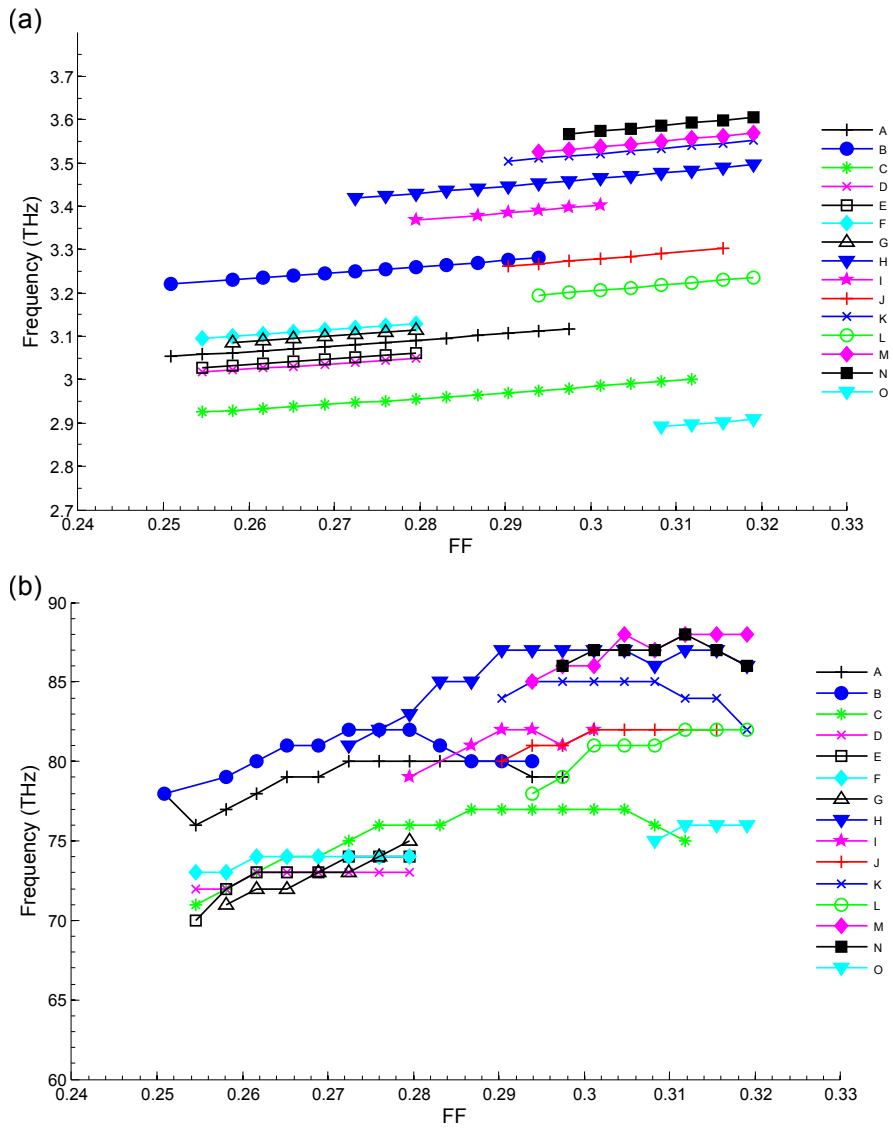 (a)
3.7
3.6
3.5
3.4
3.3
3.2
3.1
3
2.9
2.8
2.7
Frequency (THz)
0.24 0.25 0.26 0.27 0.28 0.29 0.3 0.31 0.32 0.33
FF
A
B
C
D
E
F
G
H
I
J
K
L
M
N
O
(b)
90
85
80
75
70
65
60
Frequency (THz)
0.24 0.25 0.26 0.27 0.28 0.29 0.30 0.31 0.32 0.33
FF
A
B
C
D
E
F
G
H
I
J
K
L
M
N
O